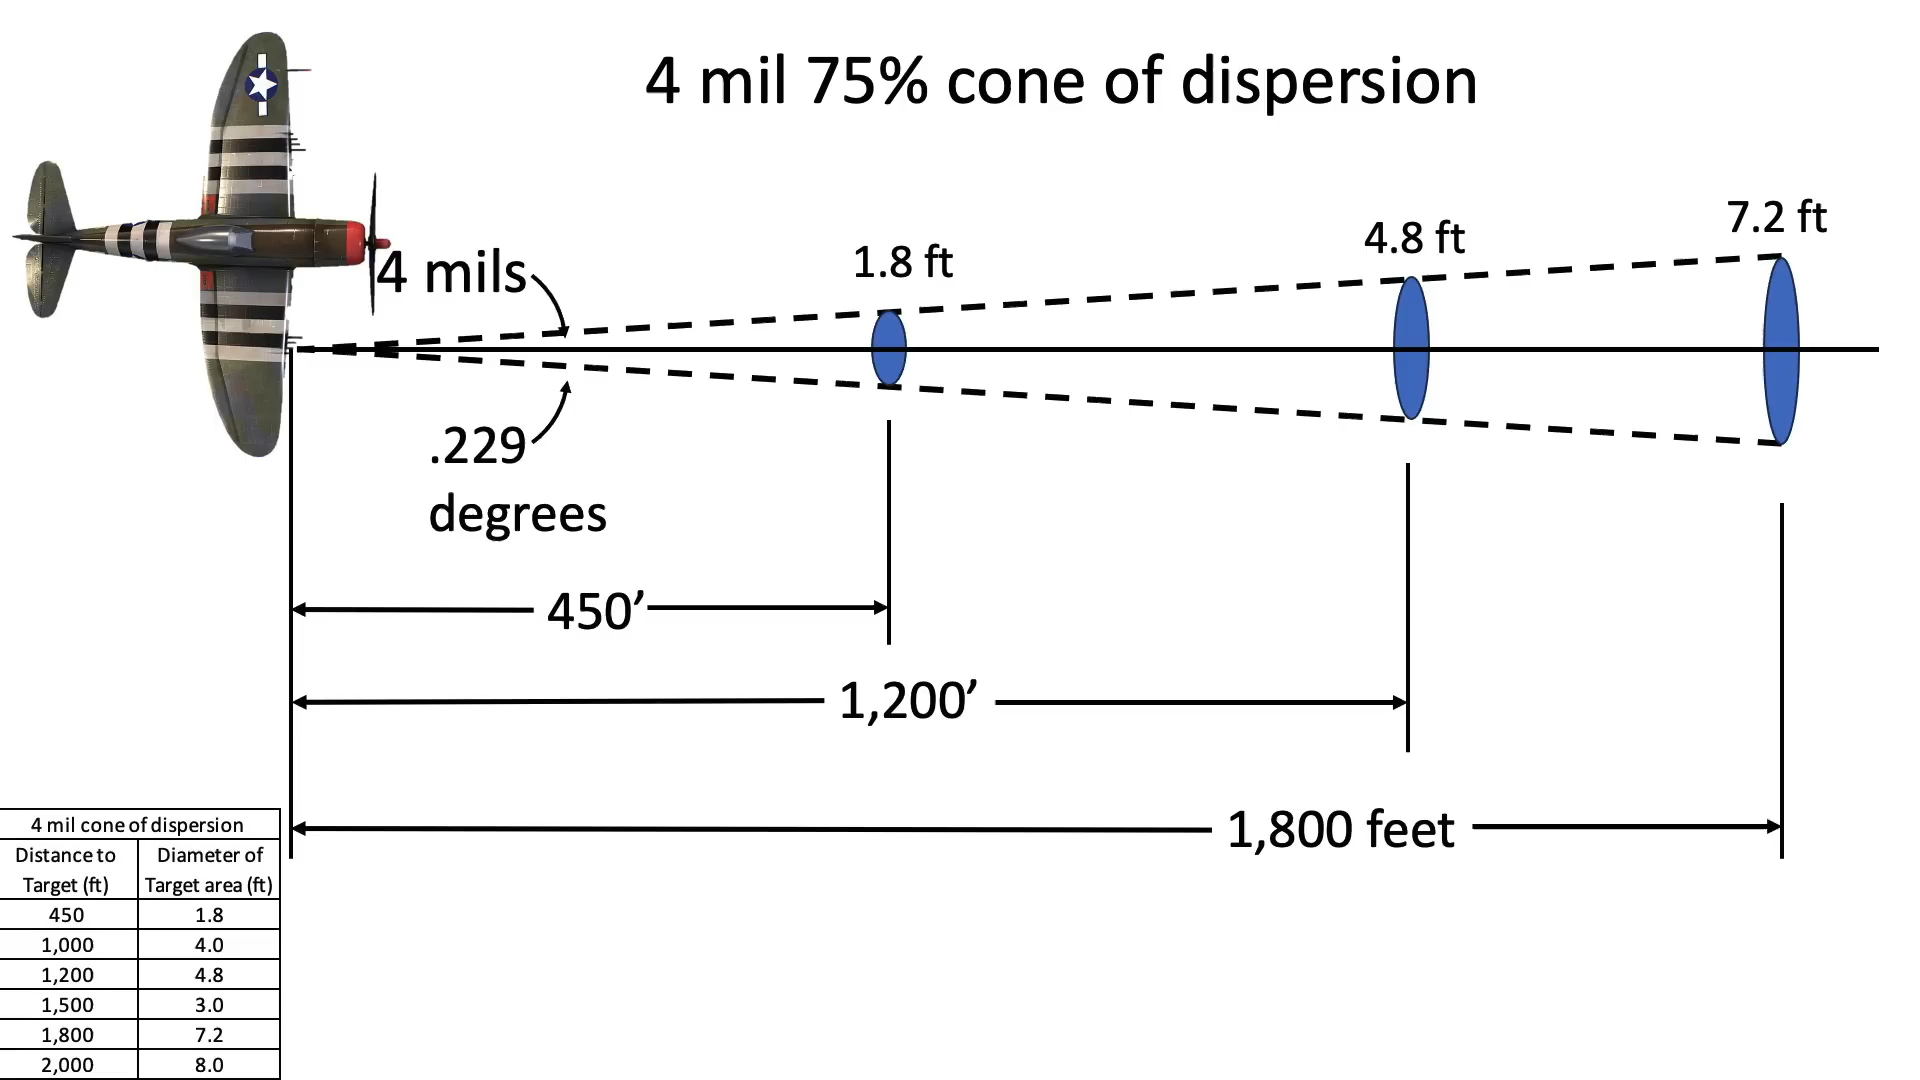 4 mil 75% cone of dispersion
7.2 ft
4.8 ft
1.8 ft
4 mils
.229
degrees
450’
1,200’
1,800 feet
4 mil cone of dispersion
Distance to Target (ft) Diameter of Target area (ft)
450 1.8
1,000 4.0
1,200 4.8
1,500 3.0
1,800 7.2
2,000 8.0